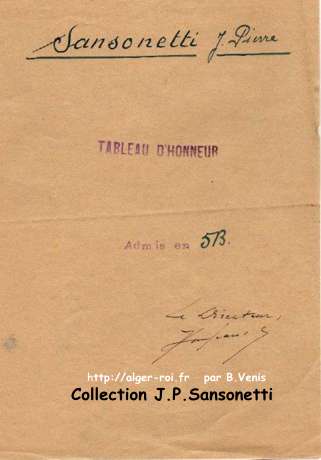 Sansonetti J. Pierre
TABLEAU D'HONNEUR
Admis en 5B.
Le Directeur,
http://alger-roi.fr par B.Venis
Collection J.P.Sansonetti